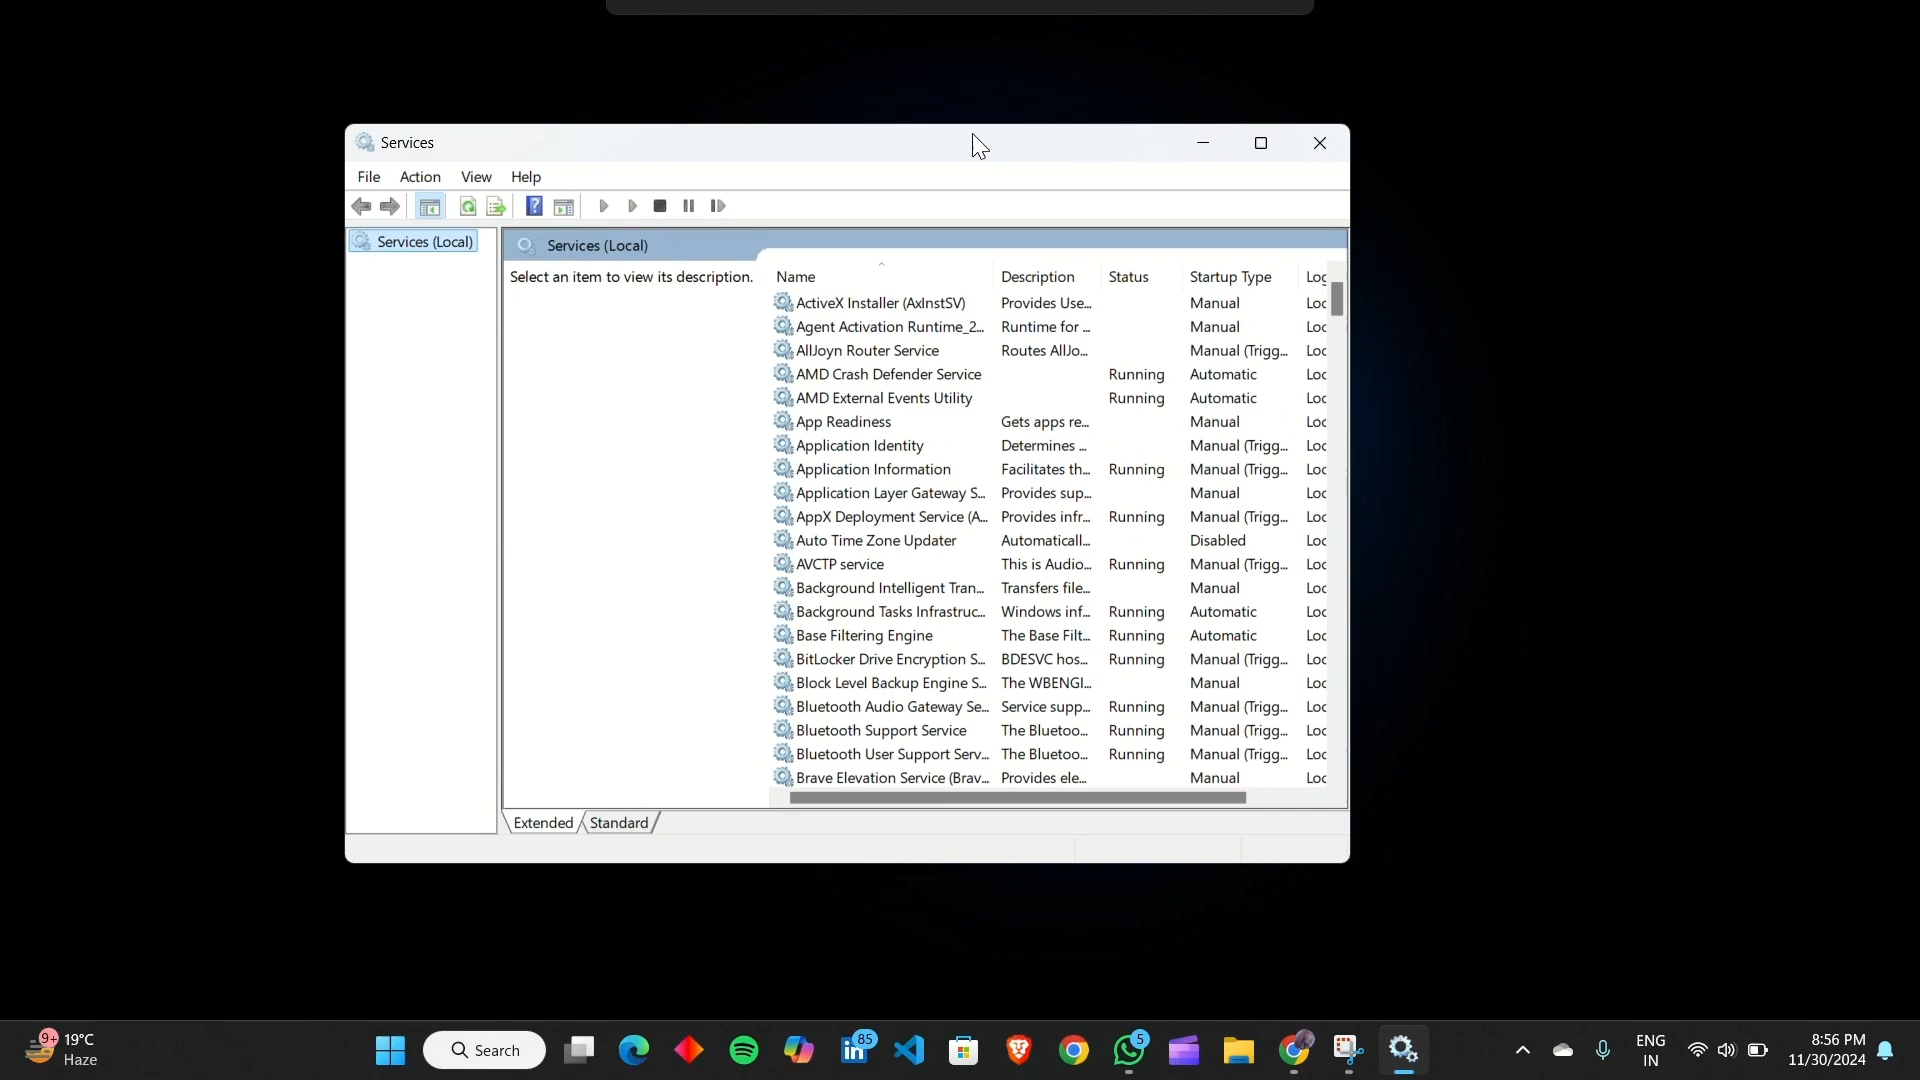 Services
File Action View Help
Services (Local)
Services (Local)
Select an item to view its description.
Name Description Status Startup Type Log
ActiveX Installer (AxInstSV) Provides Use... Manual Loc
Agent Activation Runtime_2... Runtime for ... Manual Loc
AllJoyn Router Service Routes AllJo... Manual (Trigg... Loc
AMD Crash Defender Service Running Automatic Loc
AMD External Events Utility Running Automatic Loc
App Readiness Gets apps re... Manual Loc
Application Identity Determines ... Manual (Trigg... Loc
Application Information Facilitates th... Running Manual (Trigg... Loc
Application Layer Gateway S... Provides sup... Manual Loc
AppX Deployment Service (A... Provides infr... Running Manual (Trigg... Loc
Auto Time Zone Updater Automaticall... Disabled Loc
AVCTP service This is Audio... Running Manual (Trigg... Loc
Background Intelligent Tran... Transfers file... Manual Loc
Background Tasks Infrastruc... Windows inf... Running Automatic Loc
Base Filtering Engine The Base Filt... Running Automatic Loc
BitLocker Drive Encryption S... BDESVC hos... Running Manual (Trigg... Loc
Block Level Backup Engine S... The WBENGI... Manual Loc
Bluetooth Audio Gateway Se... Service supp... Running Manual (Trigg... Loc
Bluetooth Support Service The Bluetoo... Running Manual (Trigg... Loc
Bluetooth User Support Serv... The Bluetoo... Running Manual (Trigg... Loc
Brave Elevation Service (Brav... Provides ele... Manual Loc
Extended Standard
9+ 19°C
Haze
Search
85
5
ENG
IN
8:56 PM
11/30/2024